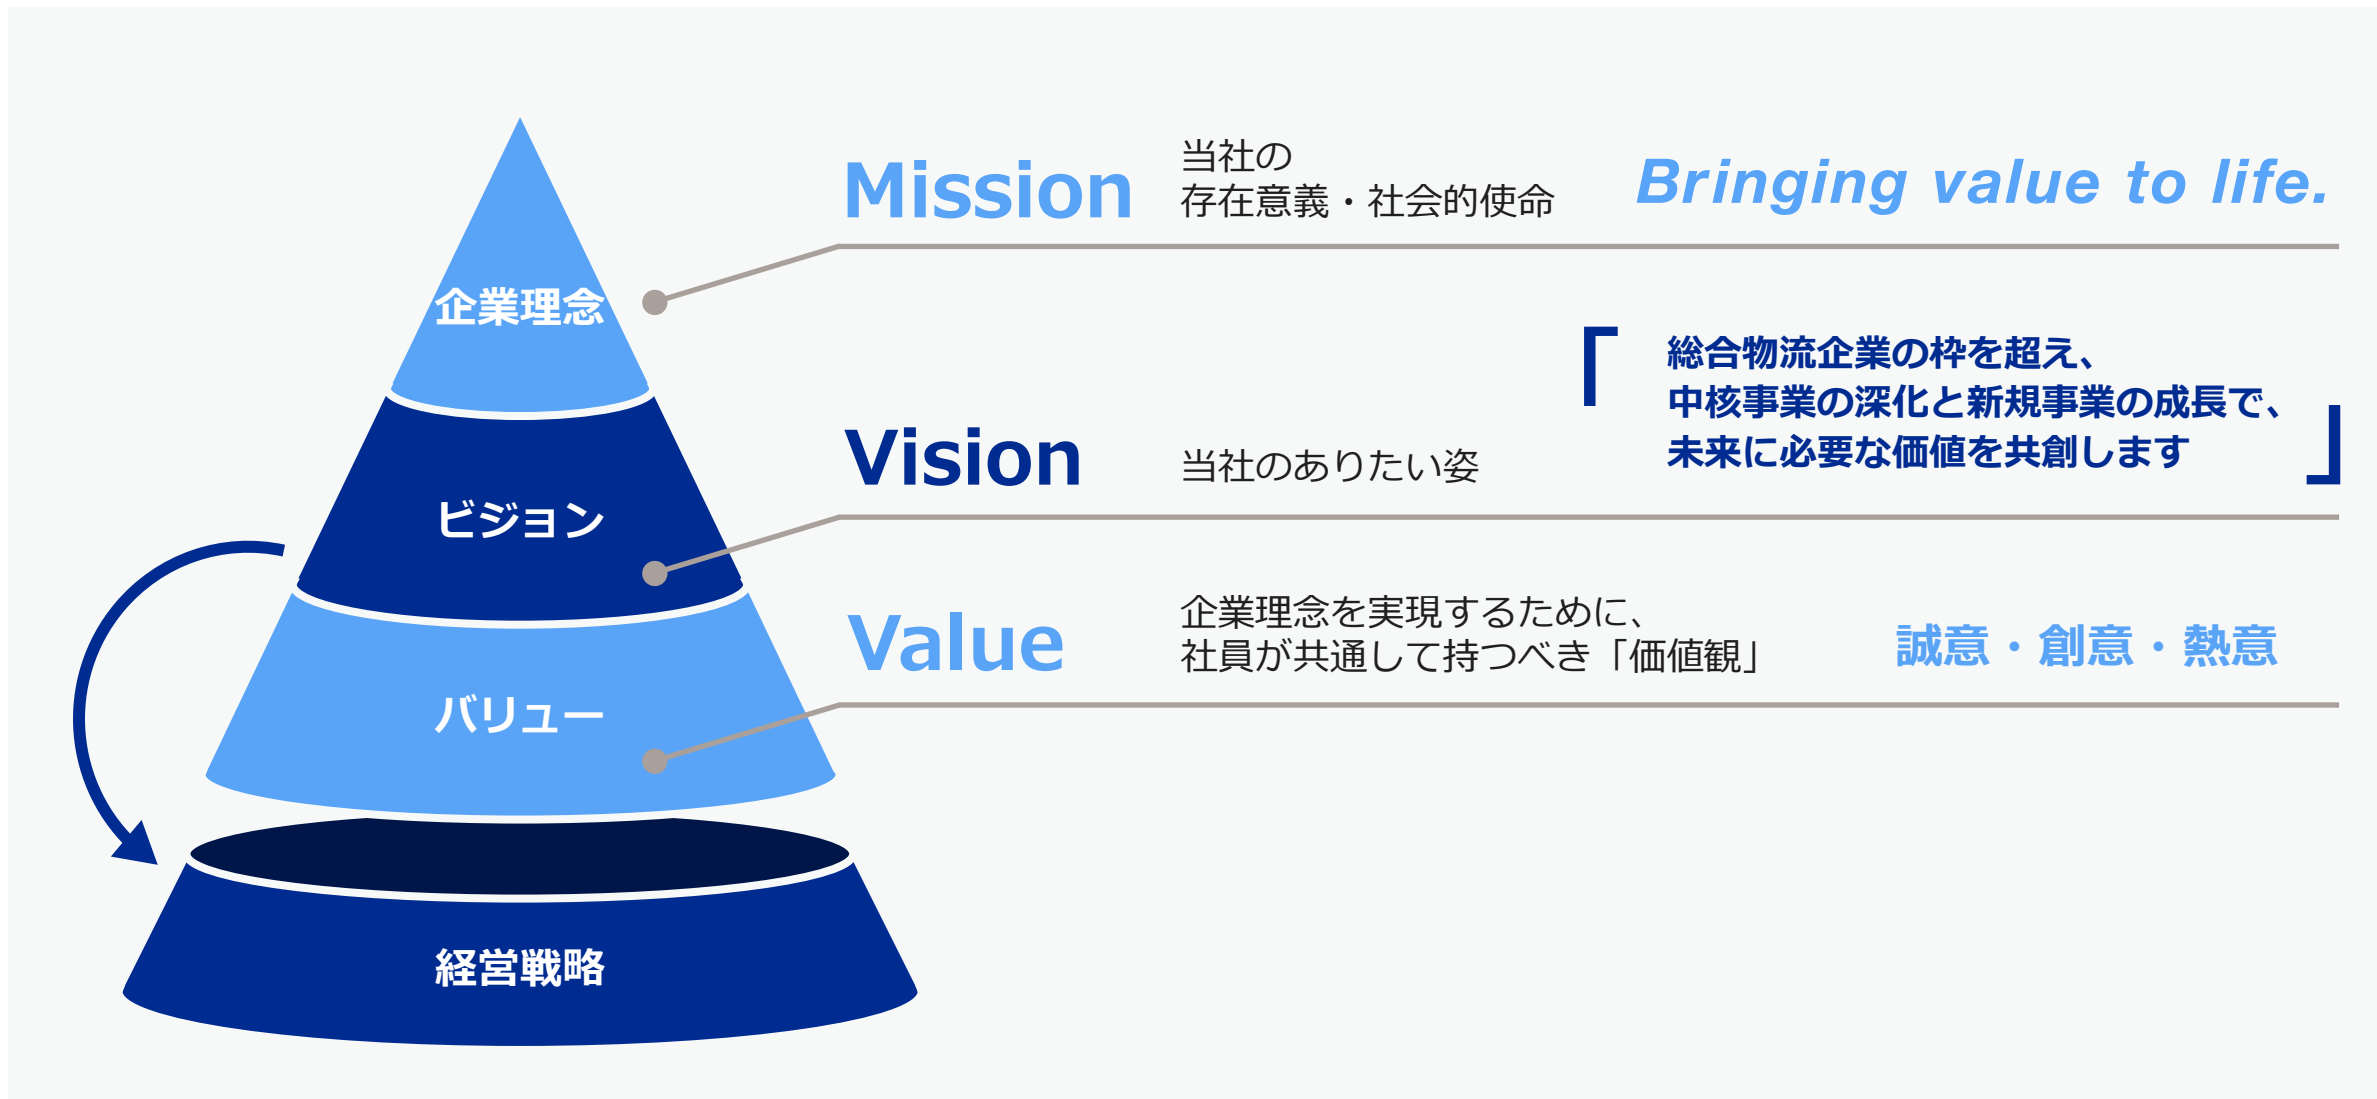 企業理念
ビジョン
バリュー
経営戦略
Mission
当社の
存在意義・社会的使命
Bringing value to life.
Vision
当社のありたい姿
「総合物流企業の枠を超え、
中核事業の深化と新規事業の成長で、
未来に必要な価値を共創します」
Value
企業理念を実現するために、
社員が共通して持つべき「価値観」
誠意・創意・熱意